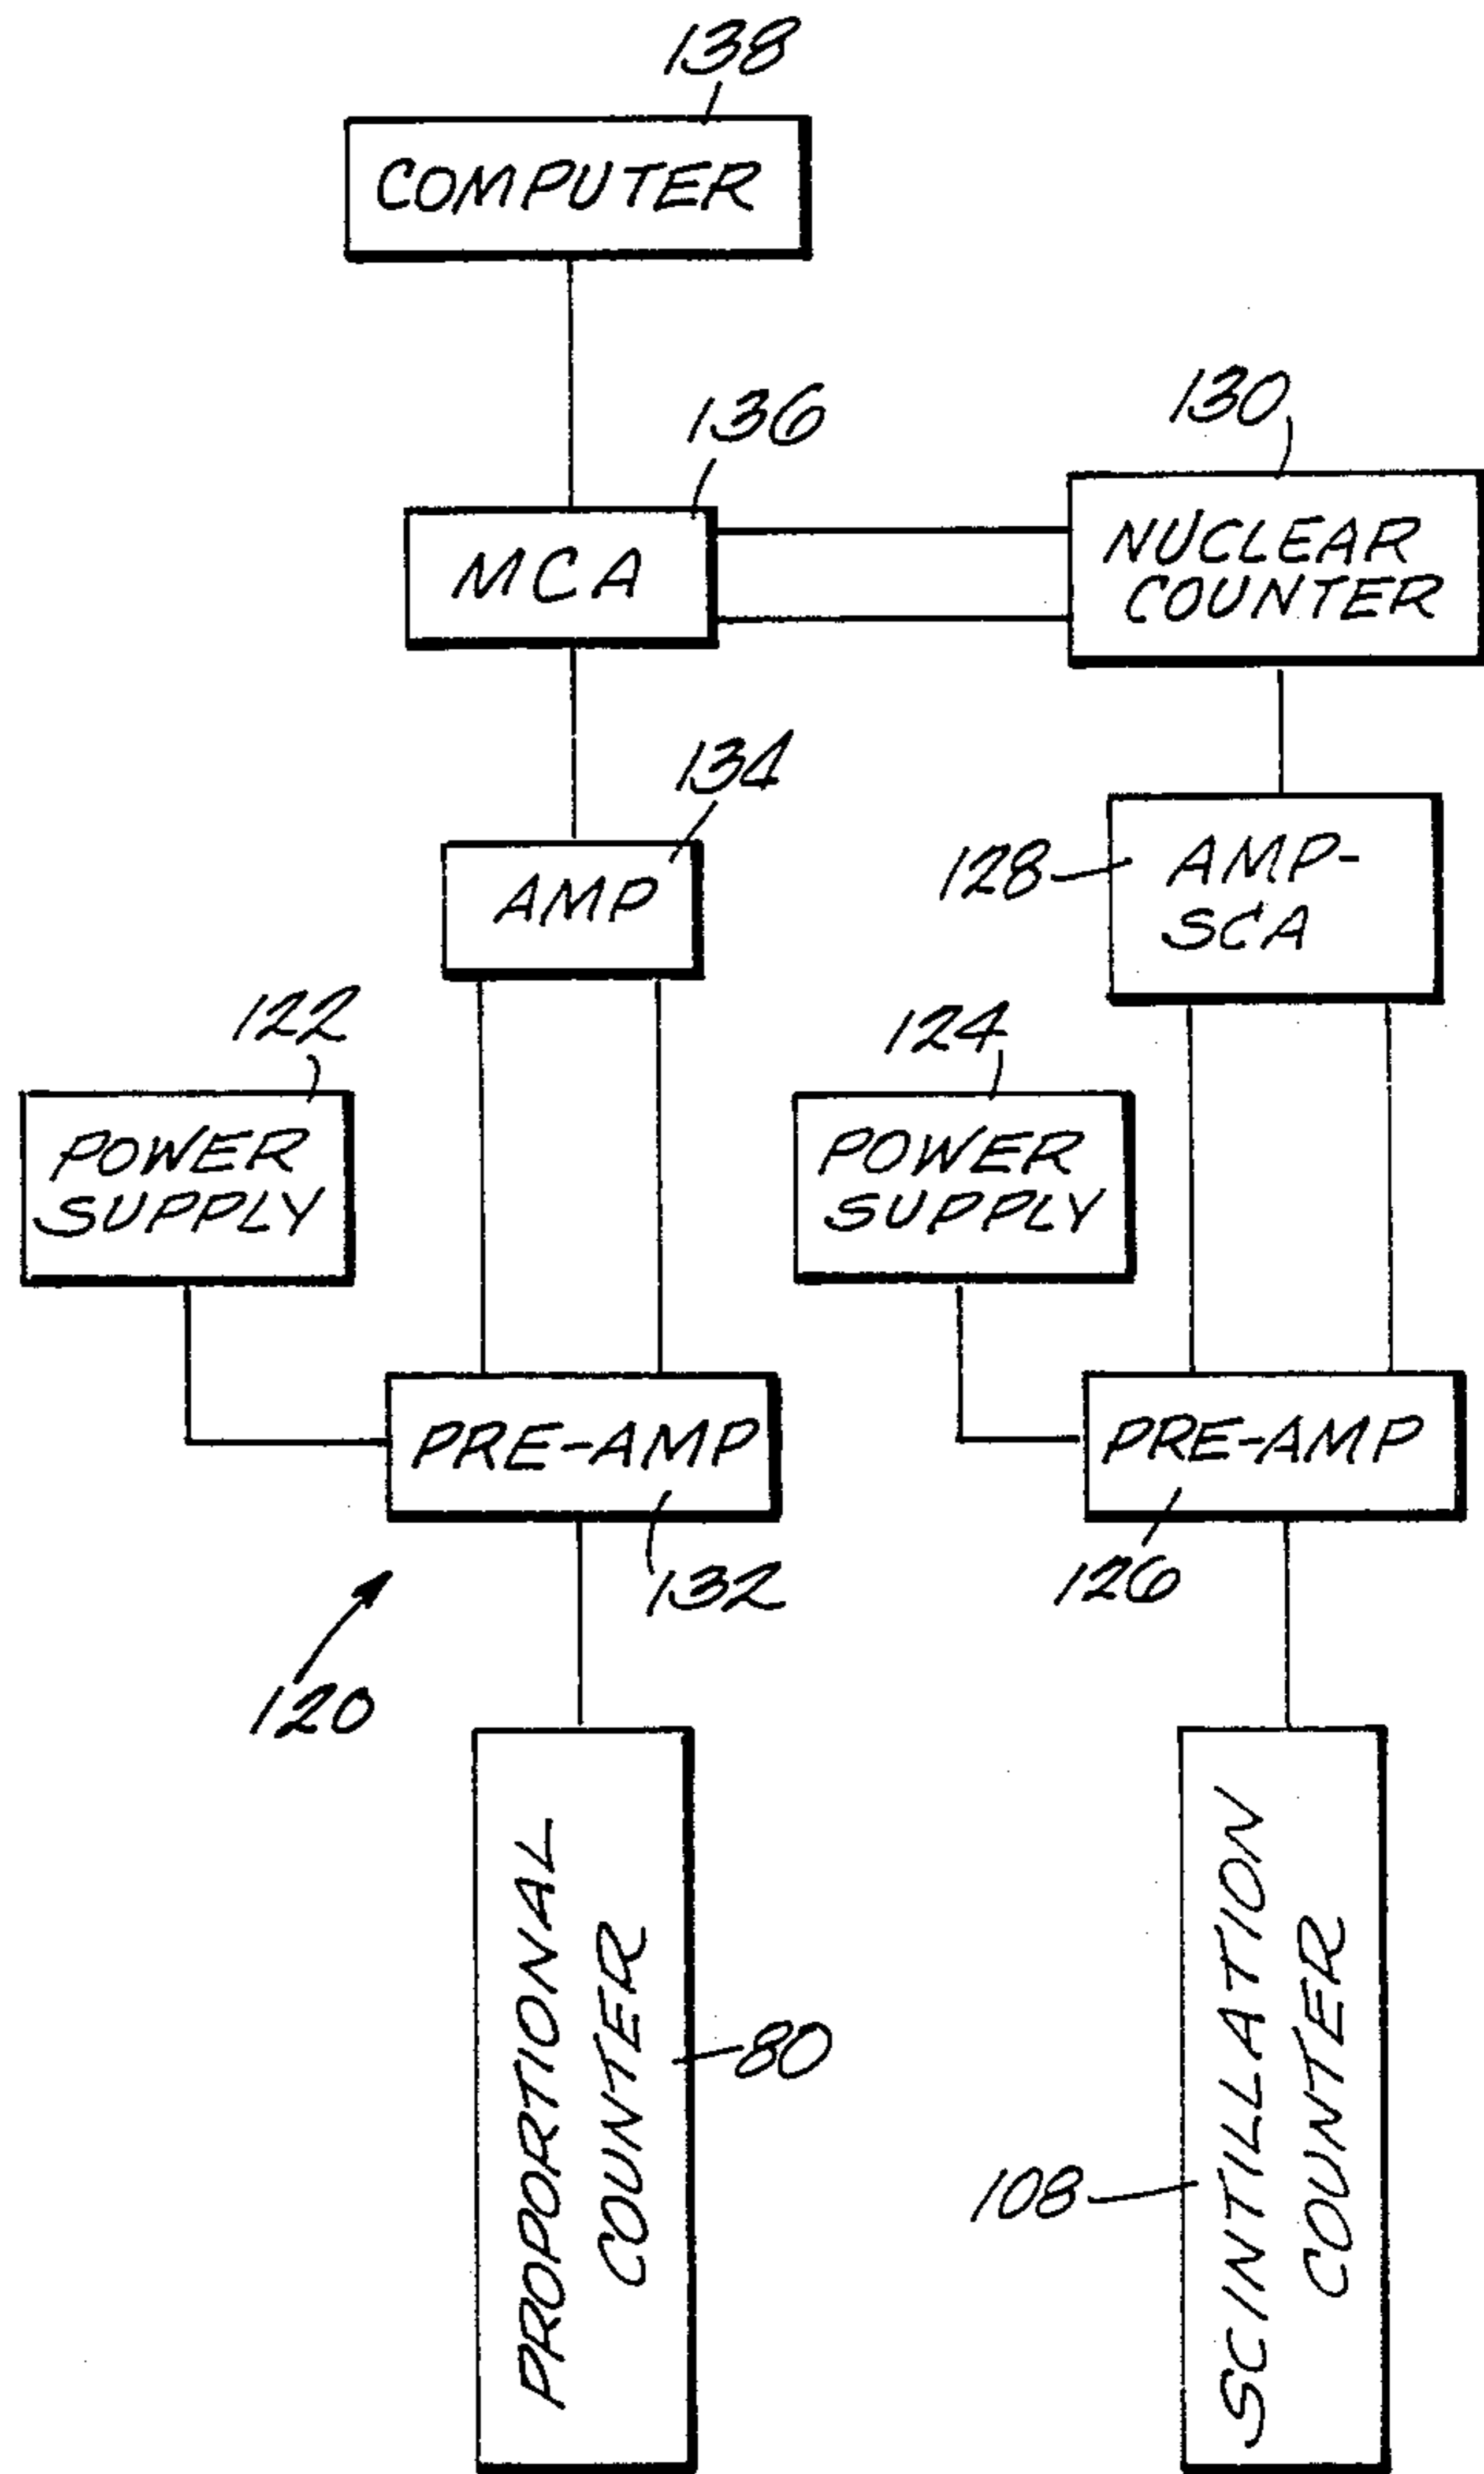 138
COMPUTER
136
130
MCA
NUCLEAR
COUNTER
134
AMP
128
AMP-
SCA
122
124
POWER
SUPPLY
POWER
SUPPLY
PRE-AMP
PRE-AMP
132
126
120
PROPORTIONAL
COUNTER
80
108
SCINTILLATION
COUNTER